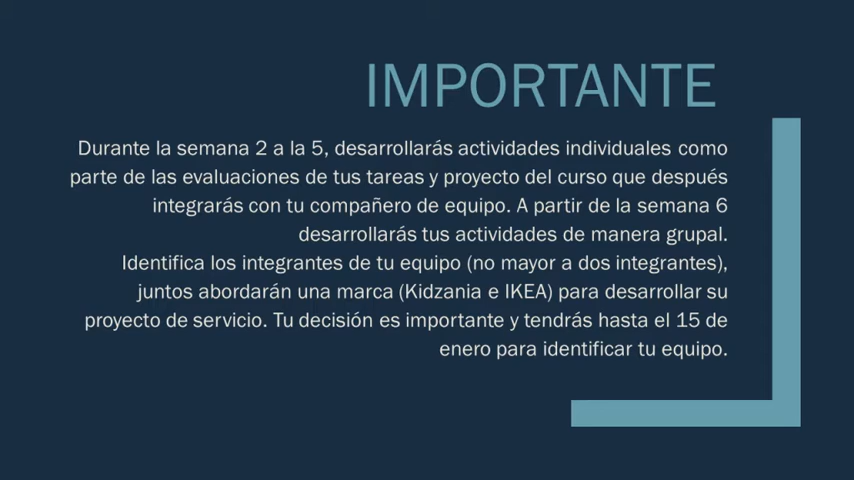 IMPORTANTE
Durante la semana 2 a la 5, desarrollarás actividades individuales como
parte de las evaluaciones de tus tareas y proyecto del curso que después
integrarás con tu compañero de equipo. A partir de la semana 6
desarrollarás tus actividades de manera grupal.
Identifica los integrantes de tu equipo (no mayor a dos integrantes),
juntos abordarán una marca (Kidzania e IKEA) para desarrollar su
proyecto de servicio. Tu decisión es importante y tendrás hasta el 15 de
enero para identificar tu equipo.